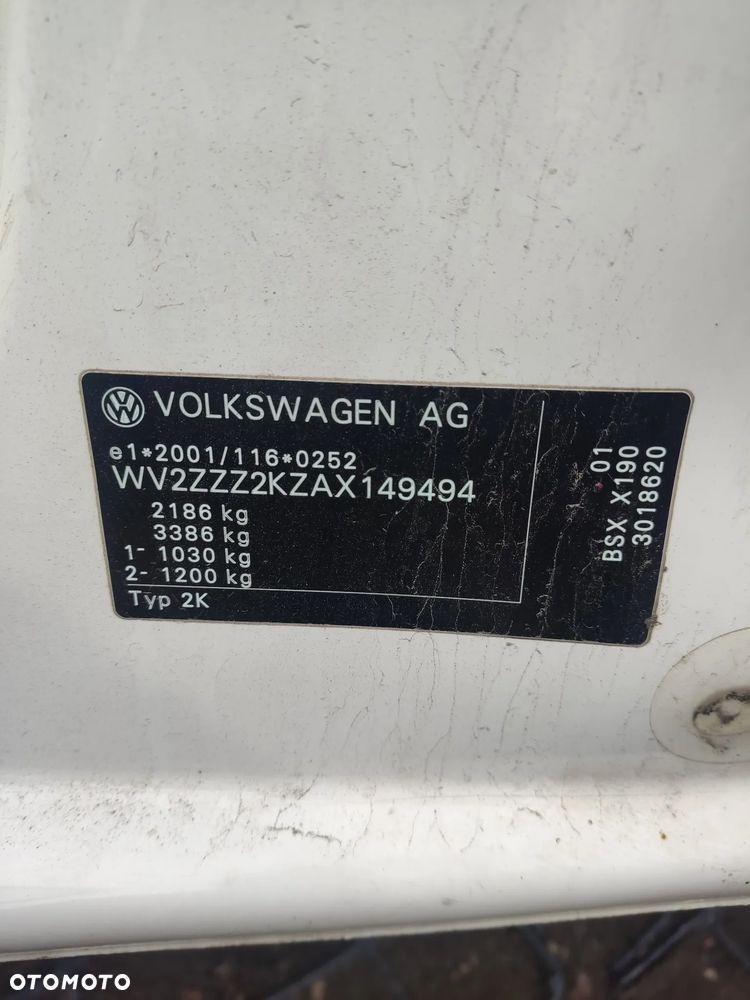 VOLKSWAGEN AG
e1*2001/116*0252
WV2ZZZ2KZAX149494
2186 kg
3386 kg
1- 1030 kg
2- 1200 kg
Typ 2K
01
BSX X190
3018620
OTOMOTO